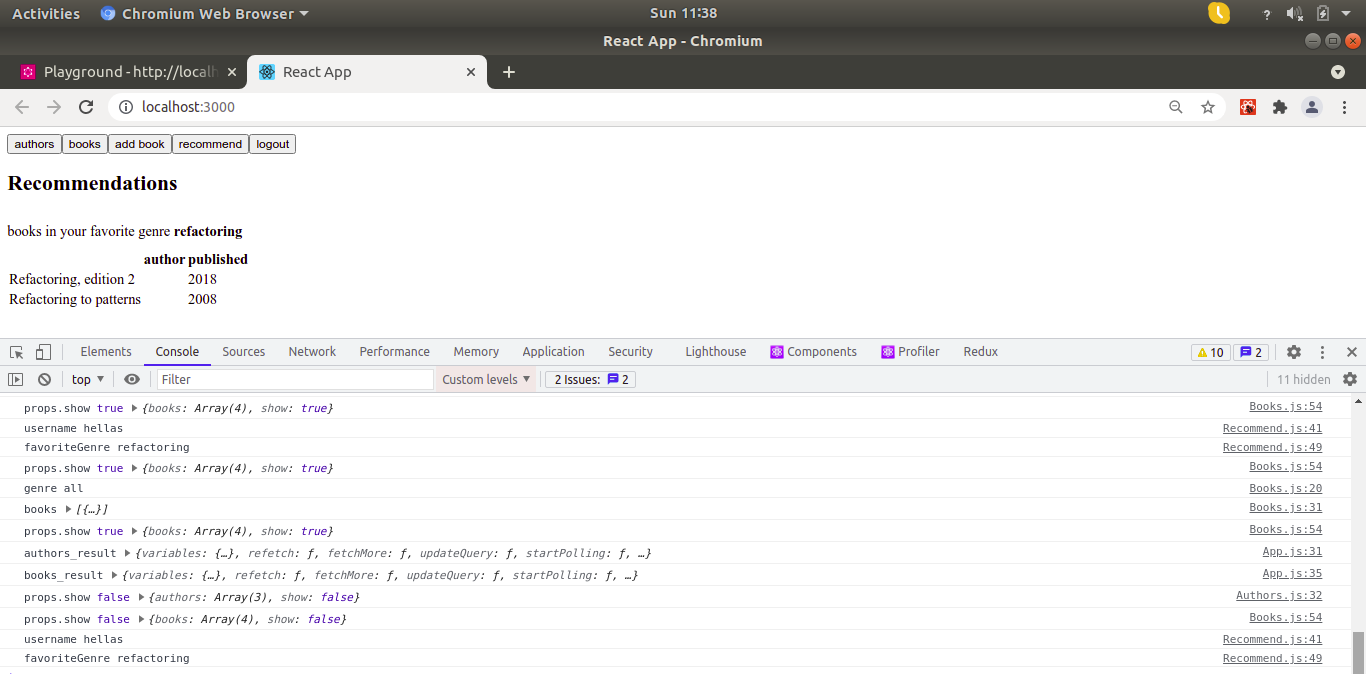 Activities Chromium Web Browser Sun 11:38 ?
React App - Chromium
Playground - http://localh React App
localhost:3000
authors books add book recommend logout
Recommendations
books in your favorite genre refactoring
author published
Refactoring, edition 2 2018
Refactoring to patterns 2008
Elements Console Sources Network Performance Memory Application Security Lighthouse Components Profiler Redux 10 2
top Filter Custom levels 2 Issues: 2 11 hidden
props.show true {books: Array(4), show: true} Books.js:54
username hellas Recommend.js:41
favoriteGenre refactoring Recommend.js:49
props.show true {books: Array(4), show: true} Books.js:54
genre all Books.js:20
books [{…}] Books.js:31
props.show true {books: Array(4), show: true} Books.js:54
authors_result {variables: {…}, refetch: ƒ, fetchMore: ƒ, updateQuery: ƒ, startPolling: ƒ, …} App.js:31
books_result {variables: {…}, refetch: ƒ, fetchMore: ƒ, updateQuery: ƒ, startPolling: ƒ, …} App.js:35
props.show false {authors: Array(3), show: false} Authors.js:32
props.show false {books: Array(4), show: false} Books.js:54
username hellas Recommend.js:41
favoriteGenre refactoring Recommend.js:49